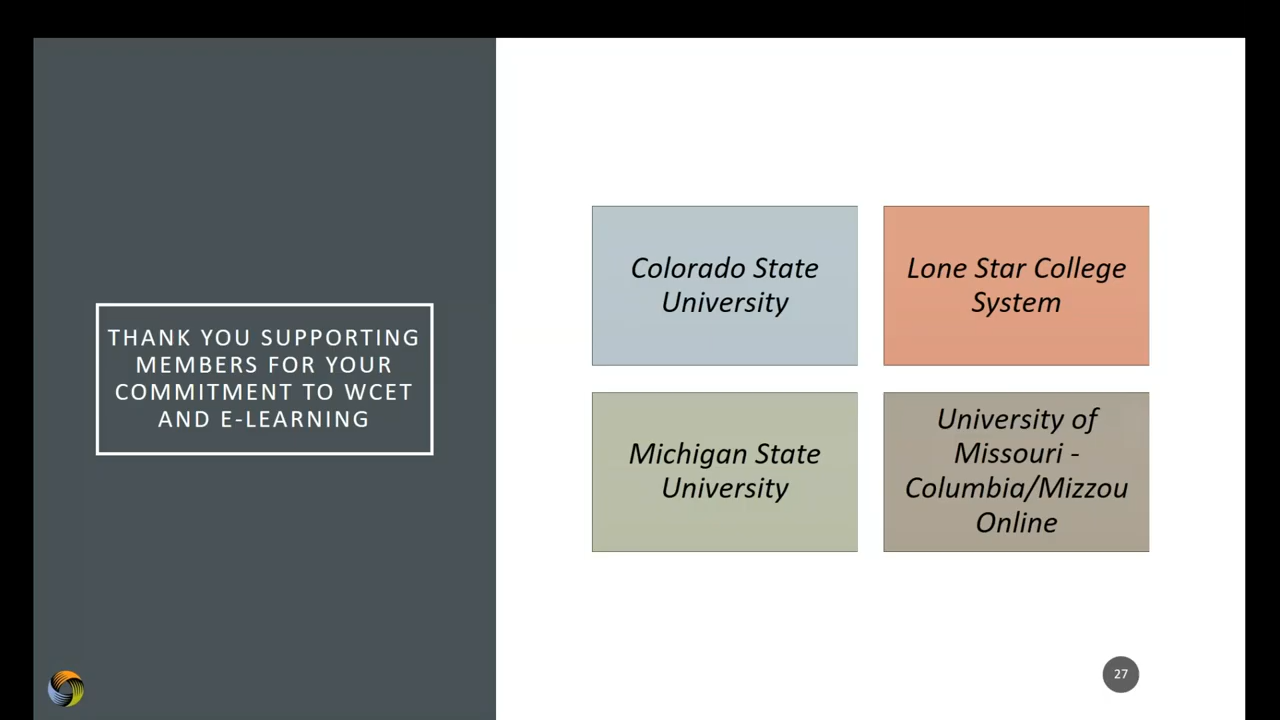 THANK YOU SUPPORTING
MEMBERS FOR YOUR
COMMITMENT TO WCET
AND E-LEARNING
Colorado State
University
Lone Star College
System
Michigan State
University
University of
Missouri -
Columbia/Mizzou
Online
27